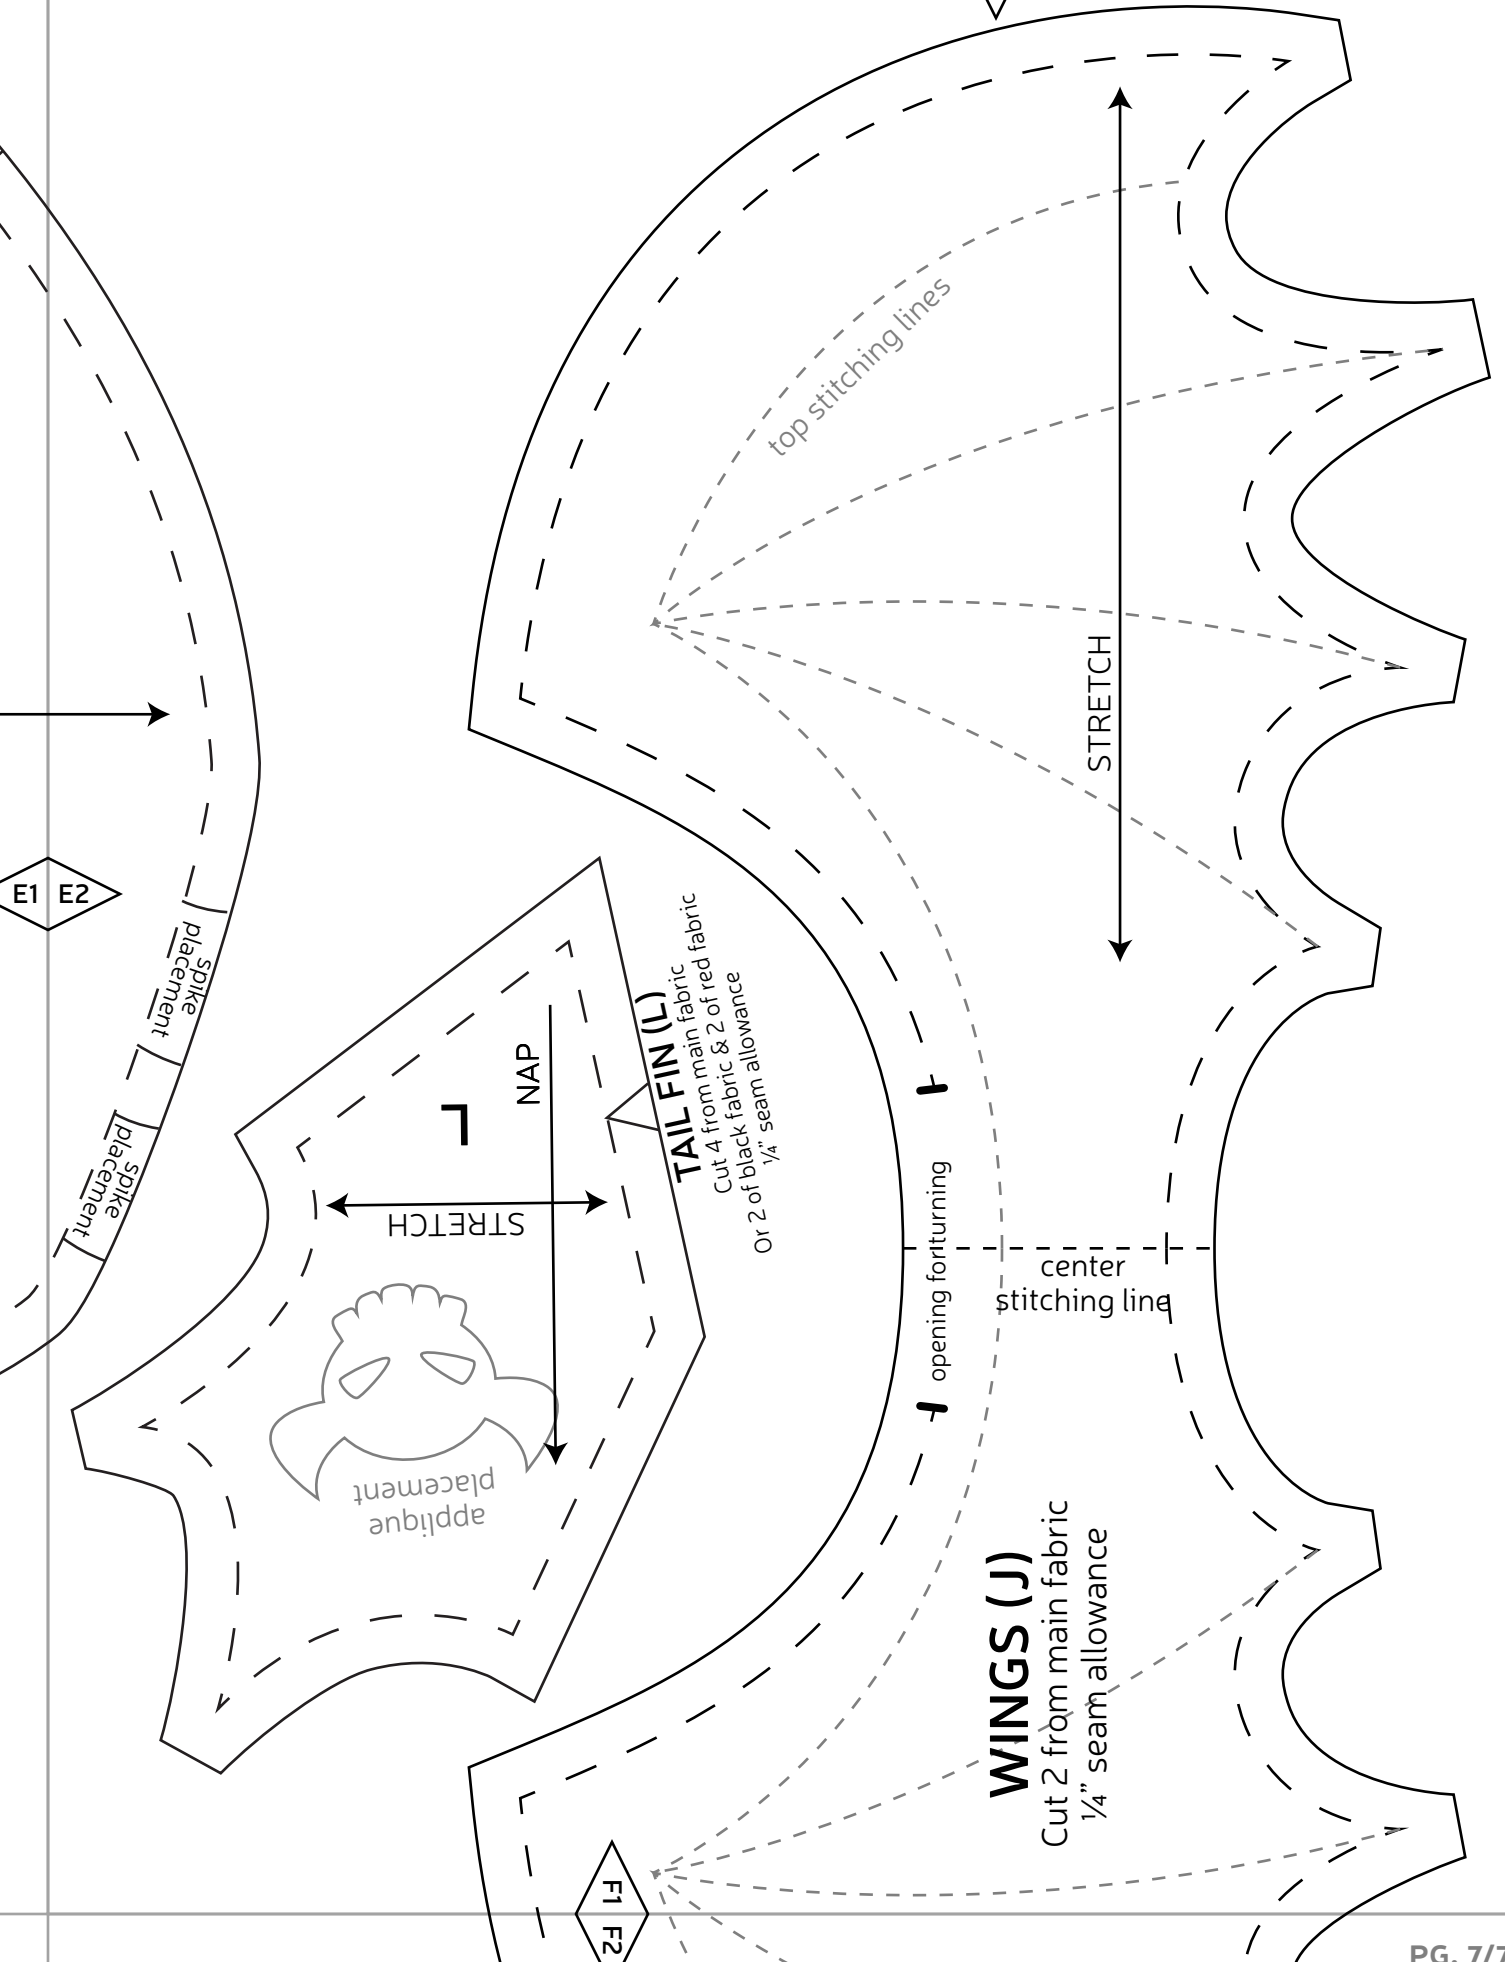 top stitching lines
STRETCH
E1
E2
spike
placement
spike
placement
NAP
L
STRETCH
TAIL FIN (L)
Cut 4 from main fabric
Or 2 of black fabric & 2 of red fabric
¼” seam allowance
applique
placement
opening for turning
center
stitching line
WINGS (J)
Cut 2 from main fabric
¼” seam allowance
F1
F2
PG. 7/7